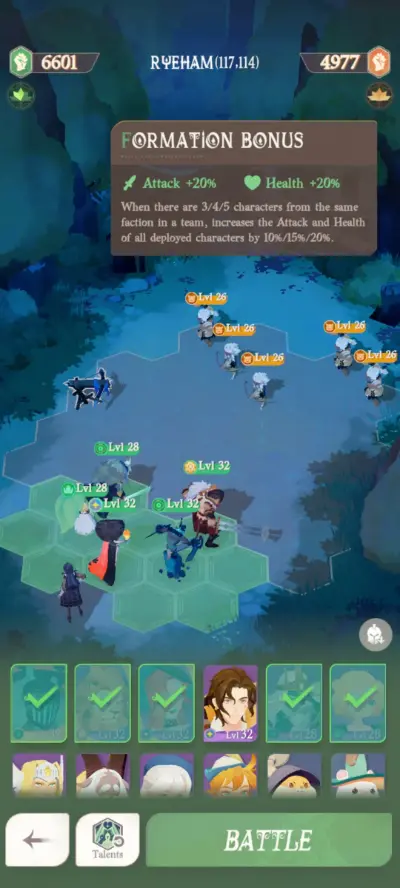 6601
RYEHAM(117,114)
4977
FORMATION BONUS
Attack +20%
Health +20%
When there are 3/4/5 characters from the same
faction in a team, increases the Attack and Health
of all deployed characters by 10%/15%/20%.
Lvl 26
Lvl 26
Lvl 26
Lvl 26
Lvl 26
Lvl 28
Lvl 32
Lvl 28
Lvl 32
Lvl 32
Lvl 32
Talents
BATTLE